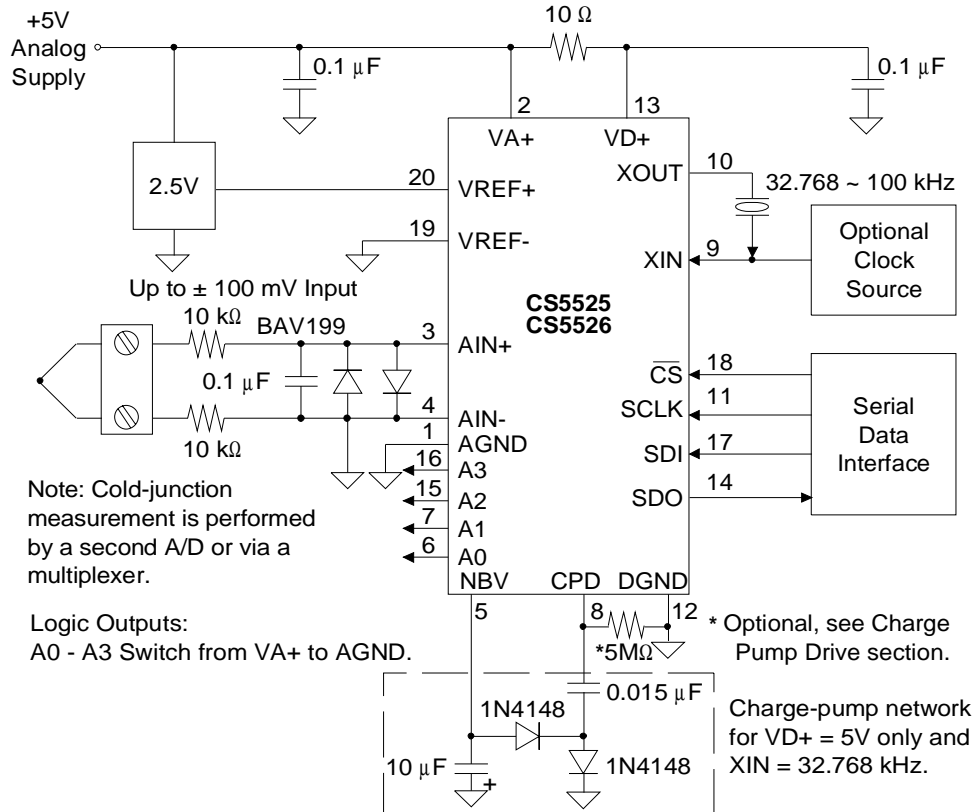 +5V
Analog
Supply
10 Ω
0.1 µF
0.1 µF
2
13
VA+
VD+
2.5V
20
VREF+
XOUT
10
32.768 ~ 100 kHz
19
VREF-
XIN
9
Optional
Clock
Source
Up to ± 100 mV Input
CS5525
CS5526
10 kΩ
BAV199
3
AIN+
0.1 µF
CS
18
4
AIN-
SCLK
11
Serial
Data
Interface
10 kΩ
1
AGND
SDI
17
16
A3
SDO
14
15
A2
7
A1
6
A0
Note: Cold-junction
measurement is performed
by a second A/D or via a
multiplexer.
NBV
CPD
DGND
5
8
12
Logic Outputs:
A0 - A3 Switch from VA+ to AGND.
*5MΩ
* Optional, see Charge
Pump Drive section.
0.015 µF
1N4148
Charge-pump network
for VD+ = 5V only and
XIN = 32.768 kHz.
10 µF
+
1N4148